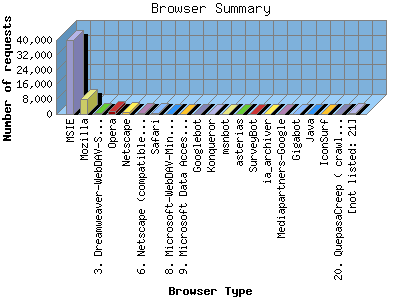 Browser Summary
Number of requests
40,000
32,000
24,000
16,000
8,000
0
MSIE
Mozilla
3. Dreamweaver-WebDAV-S...
Opera
Netscape
6. Netscape (compatible...
Safari
8. Microsoft-WebDAV-Min...
9. Microsoft Data Acces...
Googlebot
Konqueror
msnbot
asterias
SurveyBot
ia_archiver
Mediapartners-Google
Gigabot
Java
IconSurf
20. QuepasaCreep ( crawl...
[not listed: 21]
Browser Type